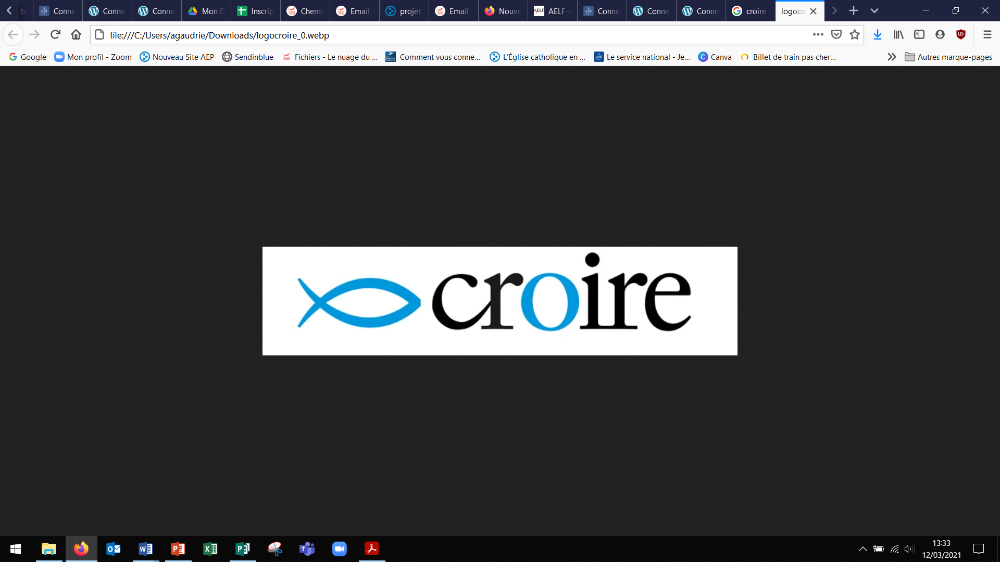 Conne Conne Conne Mon D Inscrip Chemi Email projet Email Nouve AELF - Conne Conne Conne croire logocro
file:///C:/Users/agaudrie/Downloads/logocroire_0.webp
Google Mon profil - Zoom Nouveau Site AEP Sendinblue Fichiers - Le nuage du ... Comment vous conne... L'Église catholique en ... Le service national - Je... Canva Billet de train pas cher... Autres marque-pages
croire
13:33
12/03/2021